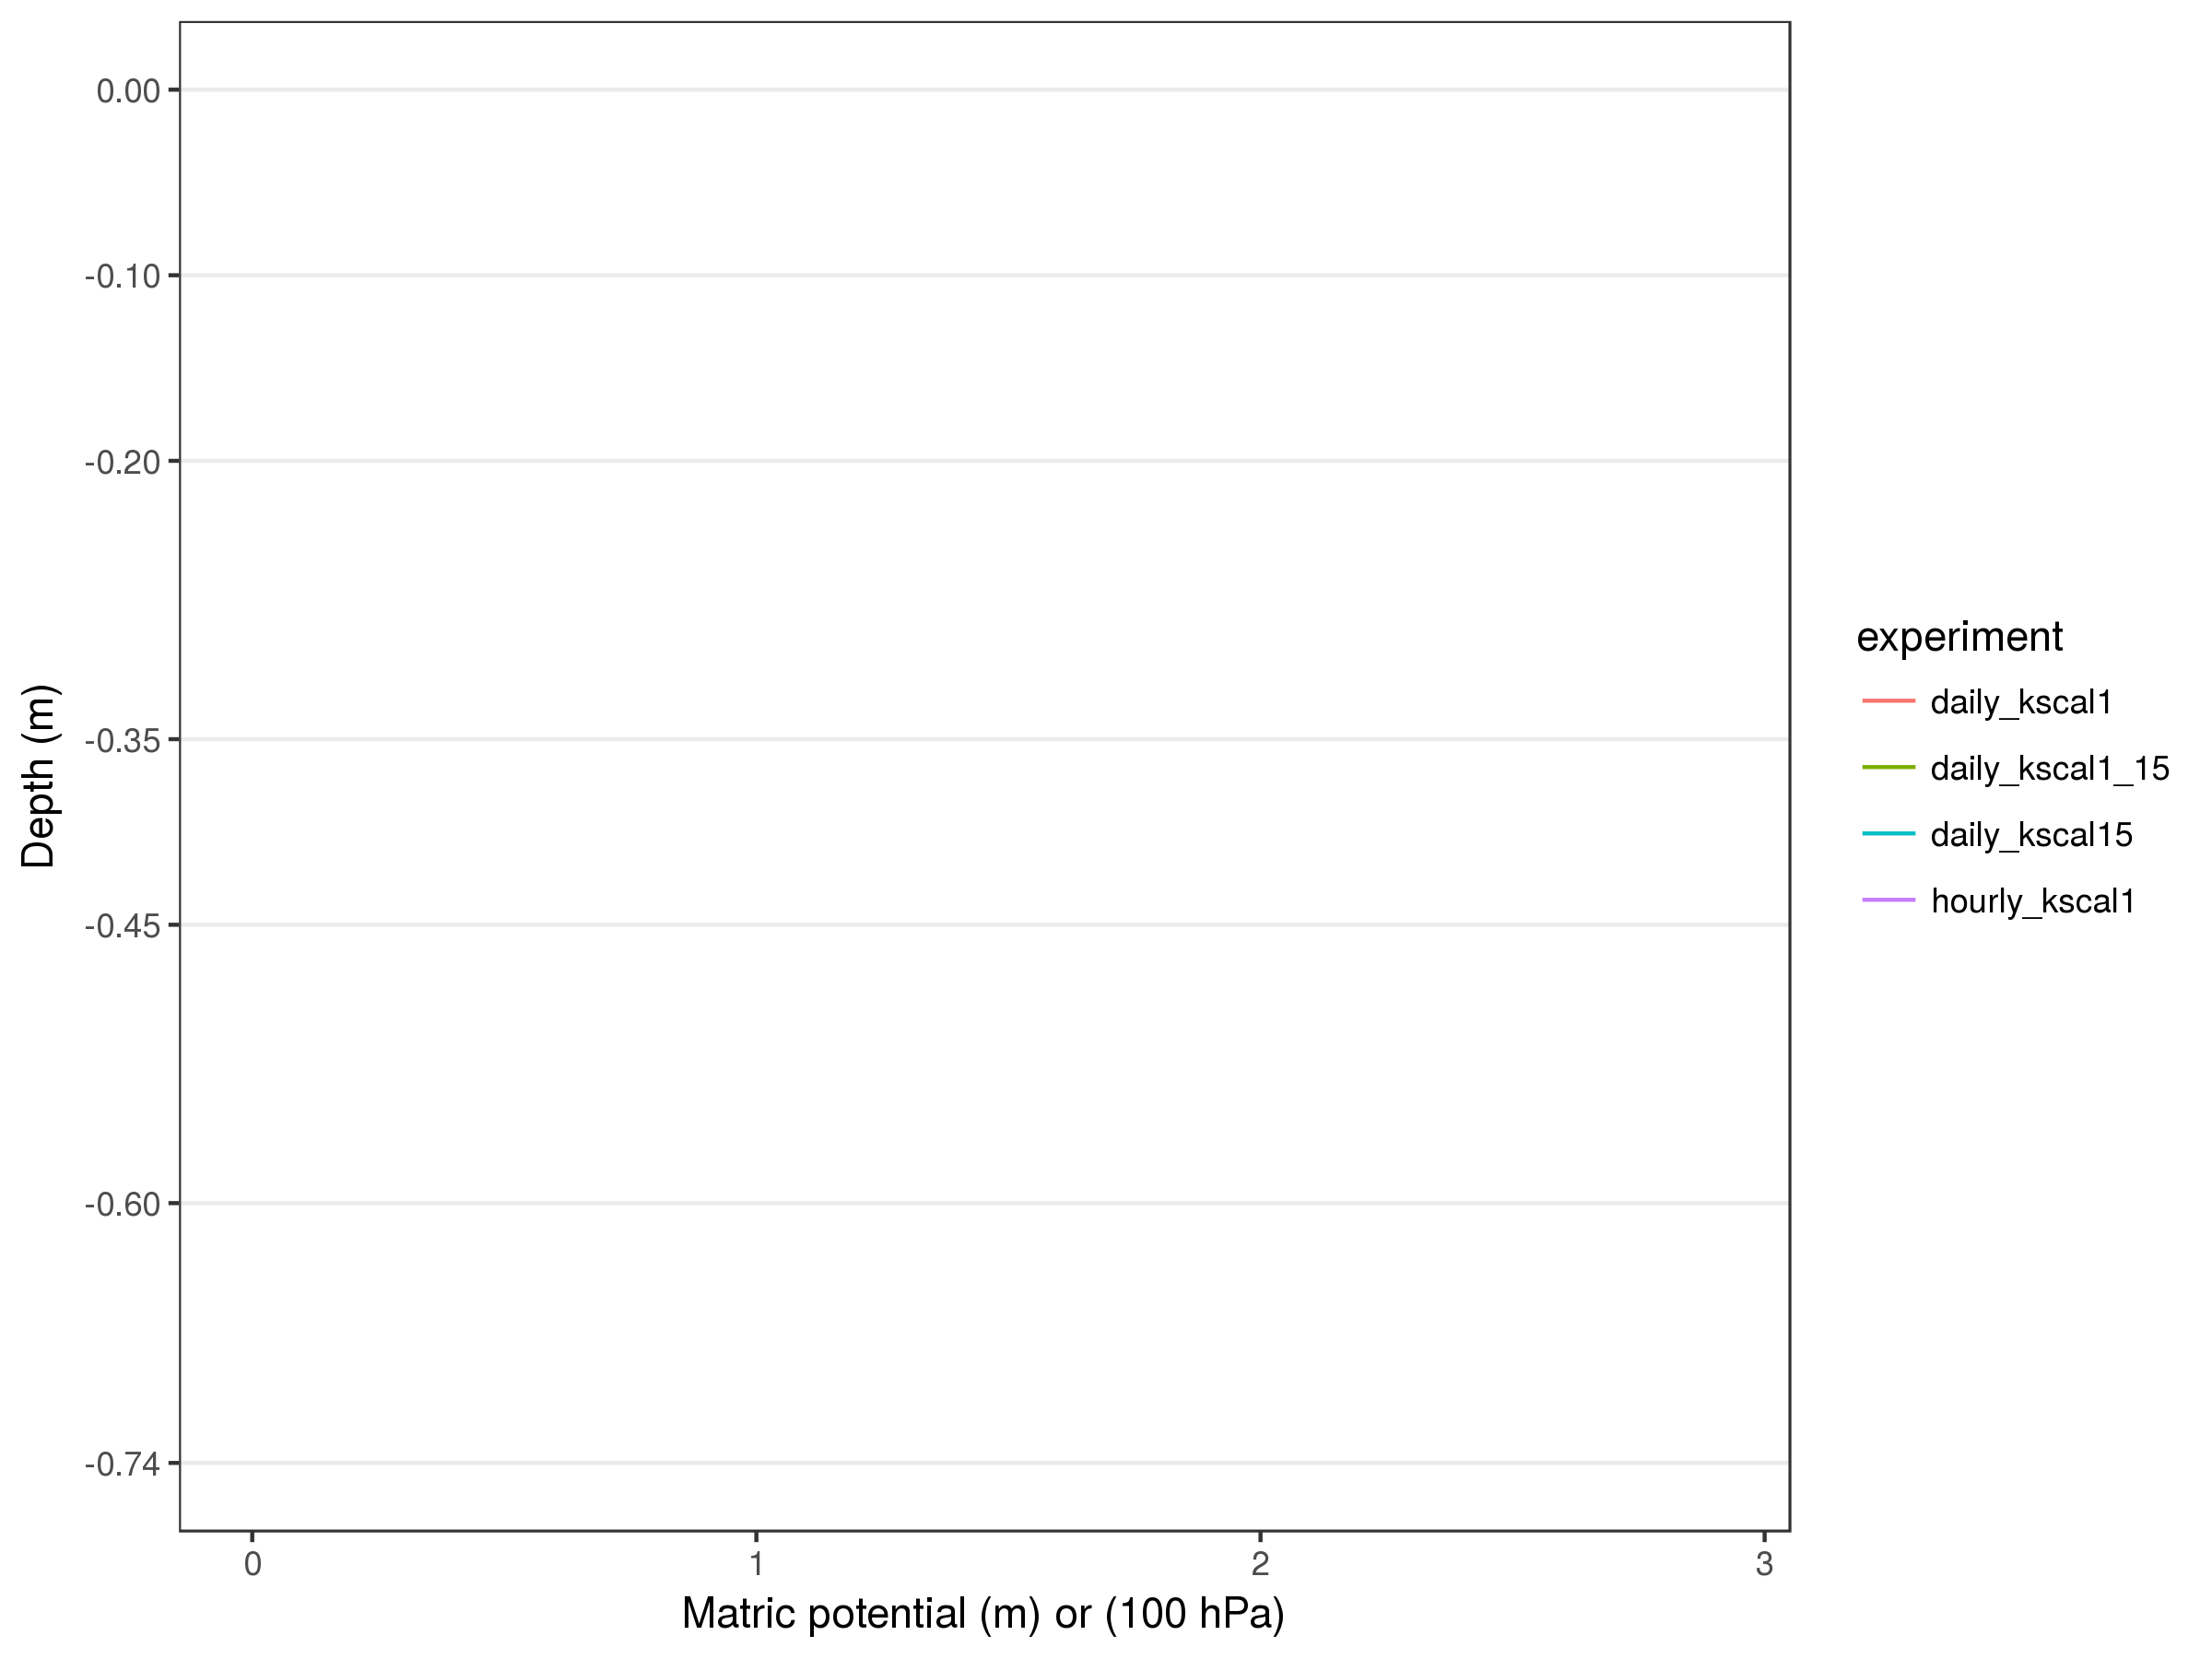 0.00
-0.10
-0.20
-0.35
-0.45
-0.60
-0.74
Depth (m)
0 1 2 3
Matric potential (m) or (100 hPa)
experiment
daily_kscal1
daily_kscal1_15
daily_kscal15
hourly_kscal1